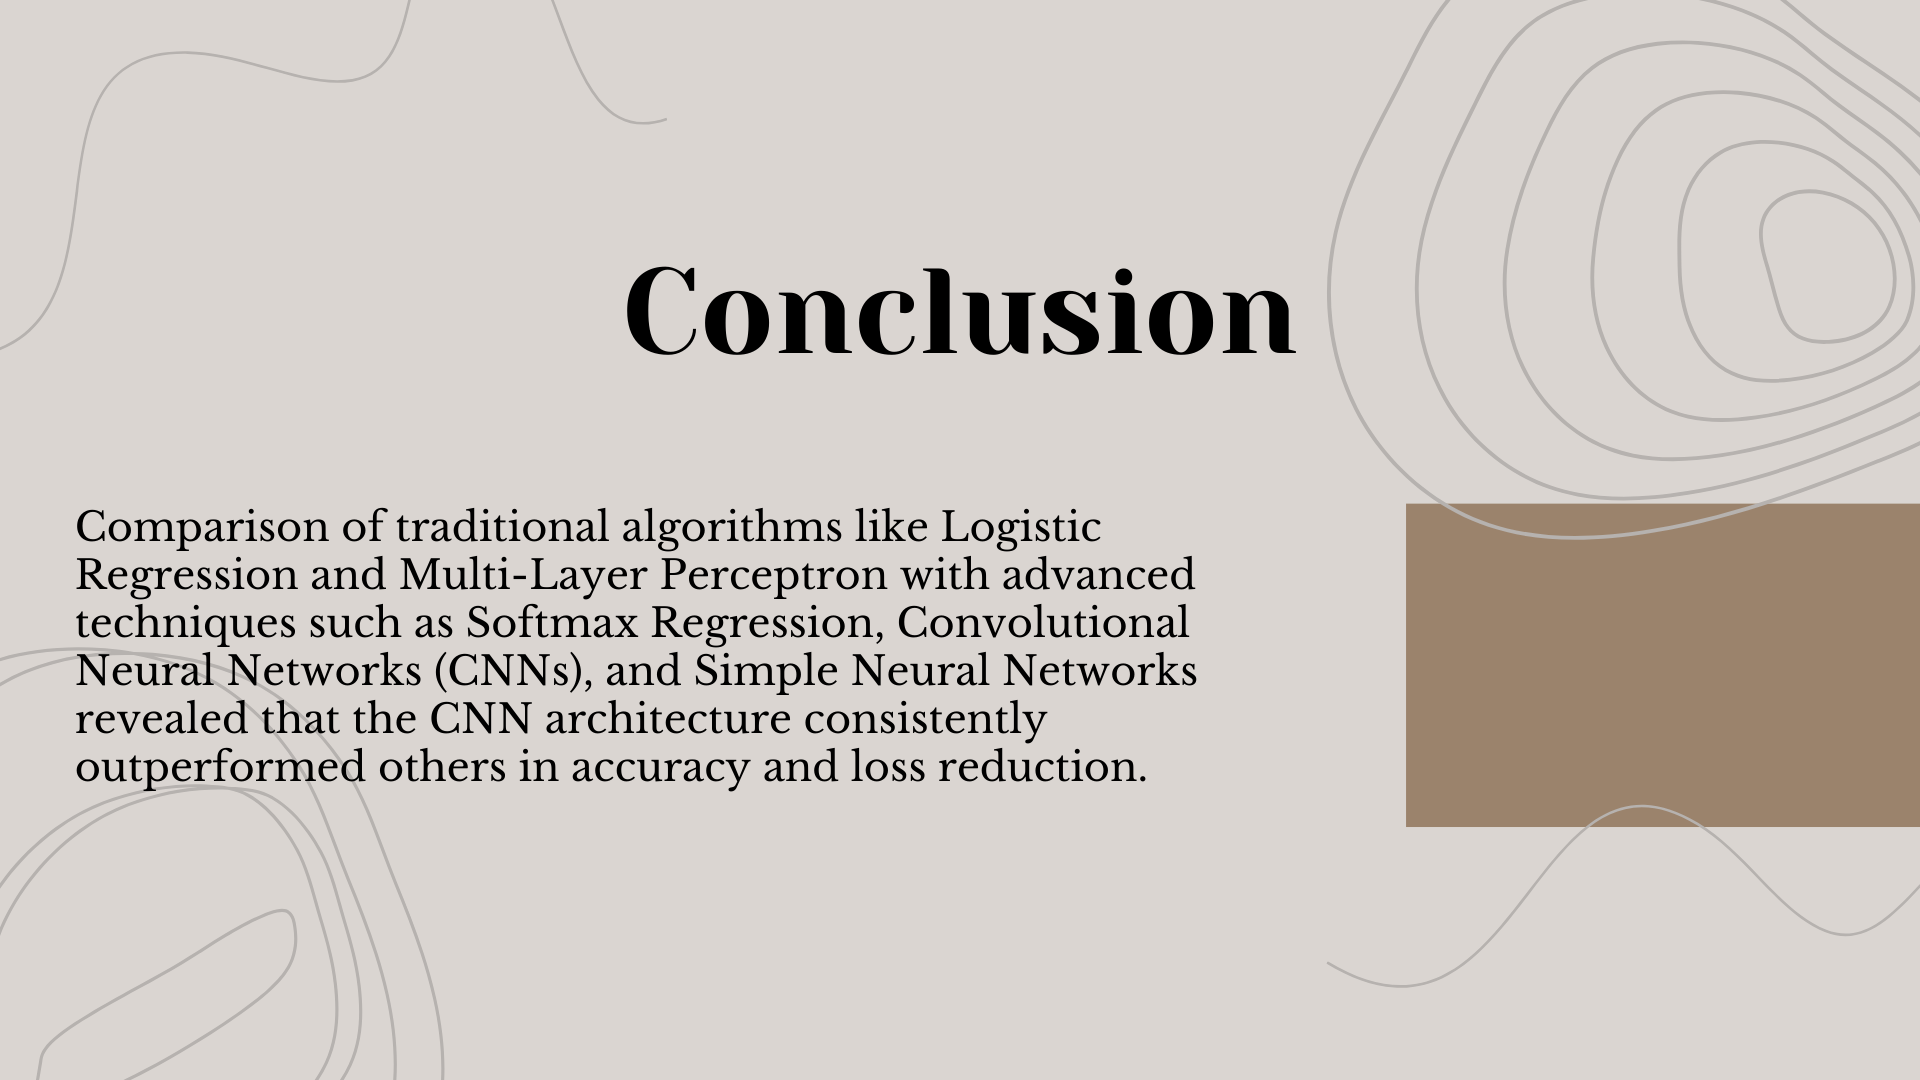 Conclusion
Comparison of traditional algorithms like Logistic
Regression and Multi-Layer Perceptron with advanced
techniques such as Softmax Regression, Convolutional
Neural Networks (CNNs), and Simple Neural Networks
revealed that the CNN architecture consistently
outperformed others in accuracy and loss reduction.